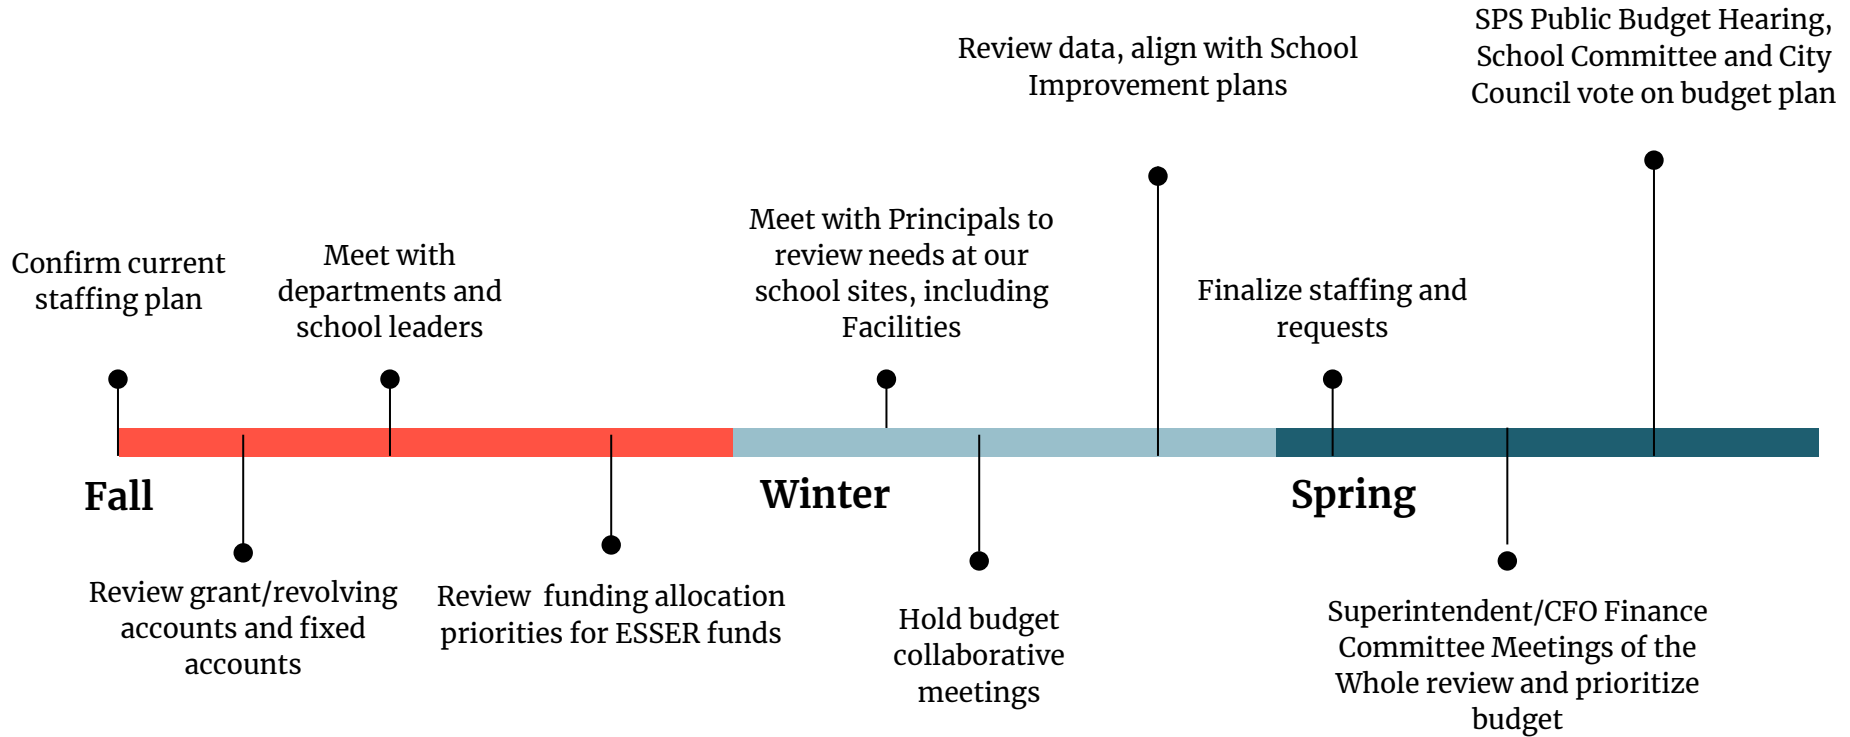 SPS Public Budget Hearing,
School Committee and City
Council vote on budget plan
Review data, align with School
Improvement plans
Meet with Principals to
review needs at our
school sites, including
Facilities
Confirm current
staffing plan
Meet with
departments and
school leaders
Finalize staffing and
requests
Fall
Winter
Spring
Review grant/revolving
accounts and fixed
accounts
Review  funding allocation
priorities for ESSER funds
Hold budget
collaborative
meetings
Superintendent/CFO Finance
Committee Meetings of the
Whole review and prioritize
budget